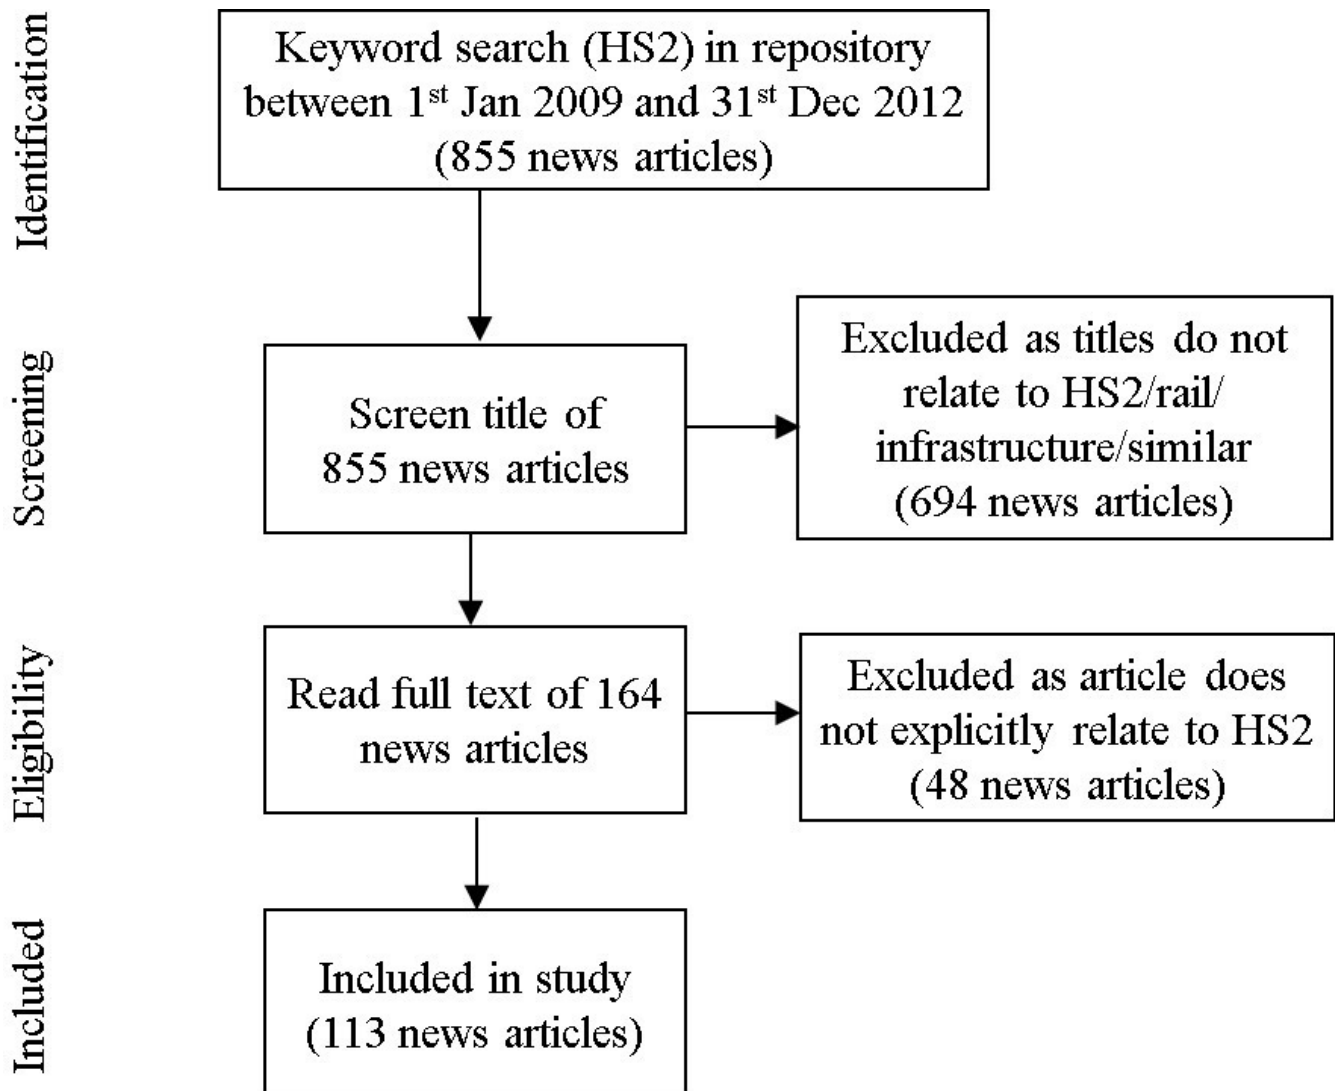 Identification
Keyword search (HS2) in repository
between 1st Jan 2009 and 31st Dec 2012
(855 news articles)
Screening
Screen title of
855 news articles
Excluded as titles do not
relate to HS2/rail/
infrastructure/similar
(694 news articles)
Eligibility
Read full text of 164
news articles
Excluded as article does
not explicitly relate to HS2
(48 news articles)
Included
Included in study
(113 news articles)